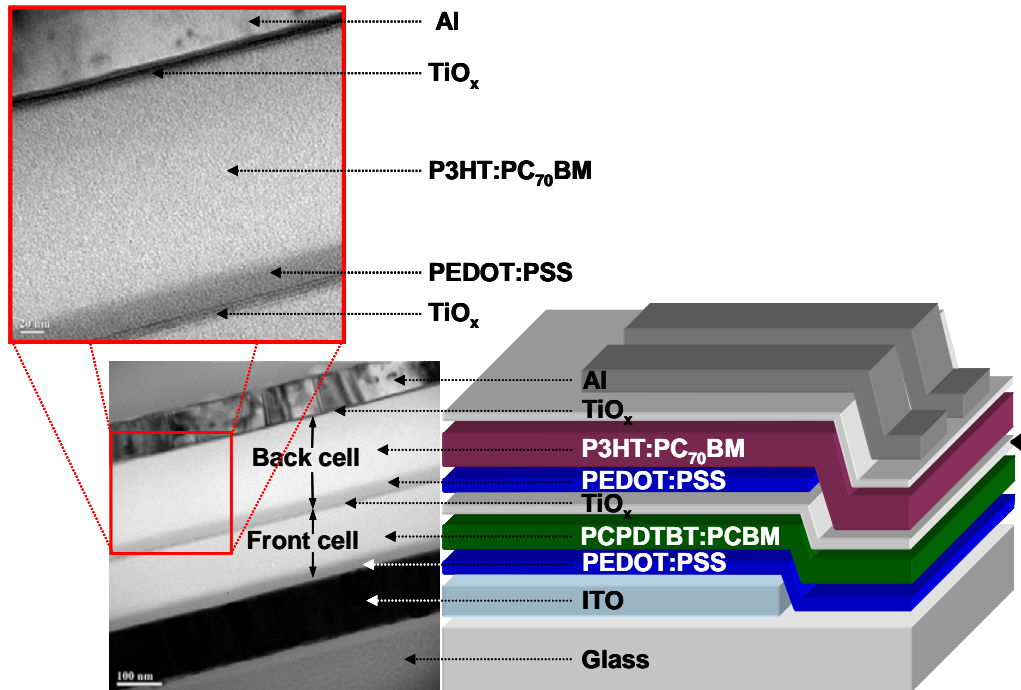 Al
TiOx
P3HT:PC70BM
PEDOT:PSS
TiOx
20 nm
Al
TiOx
P3HT:PC70BM
Back cell
PEDOT:PSS
TiOx
PCPDTBT:PCBM
Front cell
PEDOT:PSS
ITO
Glass
100 nm